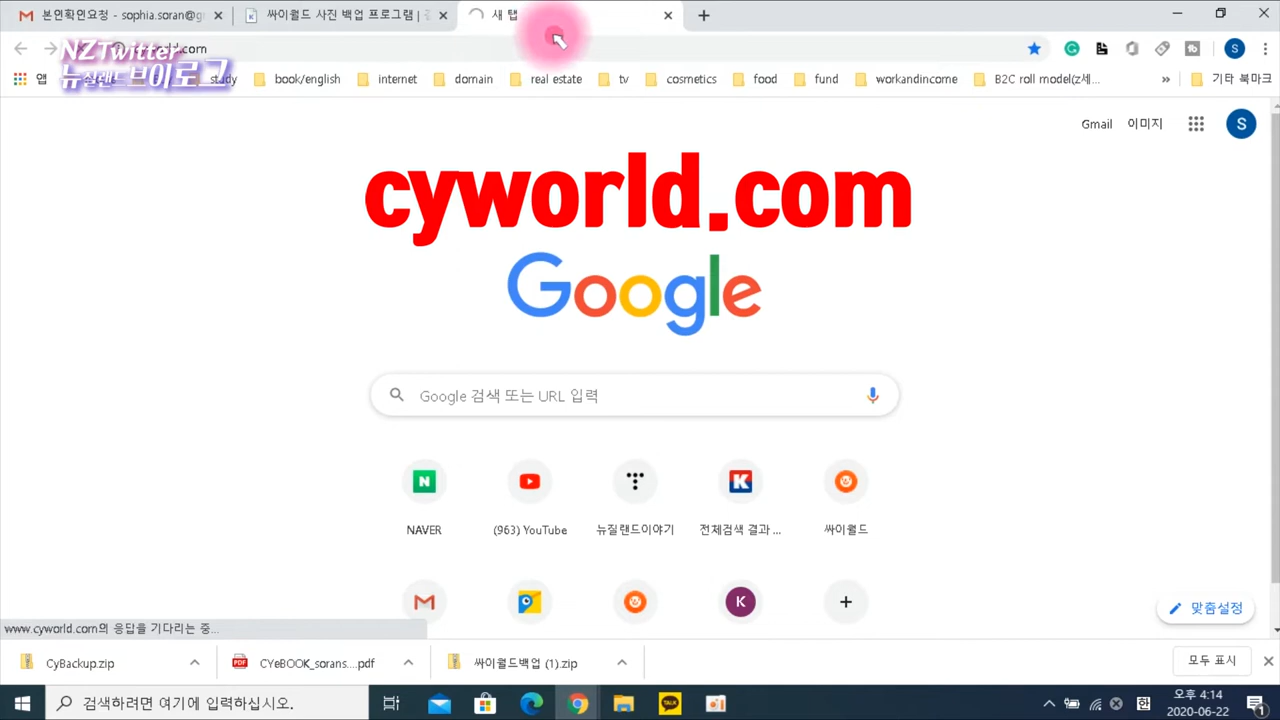 본인확인요청 - sophia.soran@g
싸이월드 사진 백업 프로그램 |
새 탭
NZTwitter
뉴질랜드 브이로그
.com
앱
study
book/english
internet
domain
real estate
tv
cosmetics
food
fund
workandincome
B2C roll model(z세...
»
기타 북마크
Gmail
이미지
S
cyworld.com
Google
Google 검색 또는 URL 입력
NAVER
(963) YouTube
뉴질랜드이야기
전체검색 결과 ...
싸이월드
K
맞춤설정
www.cyworld.com의 응답을 기다리는 중...
CyBackup.zip
CYeBOOK_sorans....pdf
싸이월드백업 (1).zip
모두 표시
검색하려면 여기에 입력하십시오.
TALK
한
오후 4:14
2020-06-22